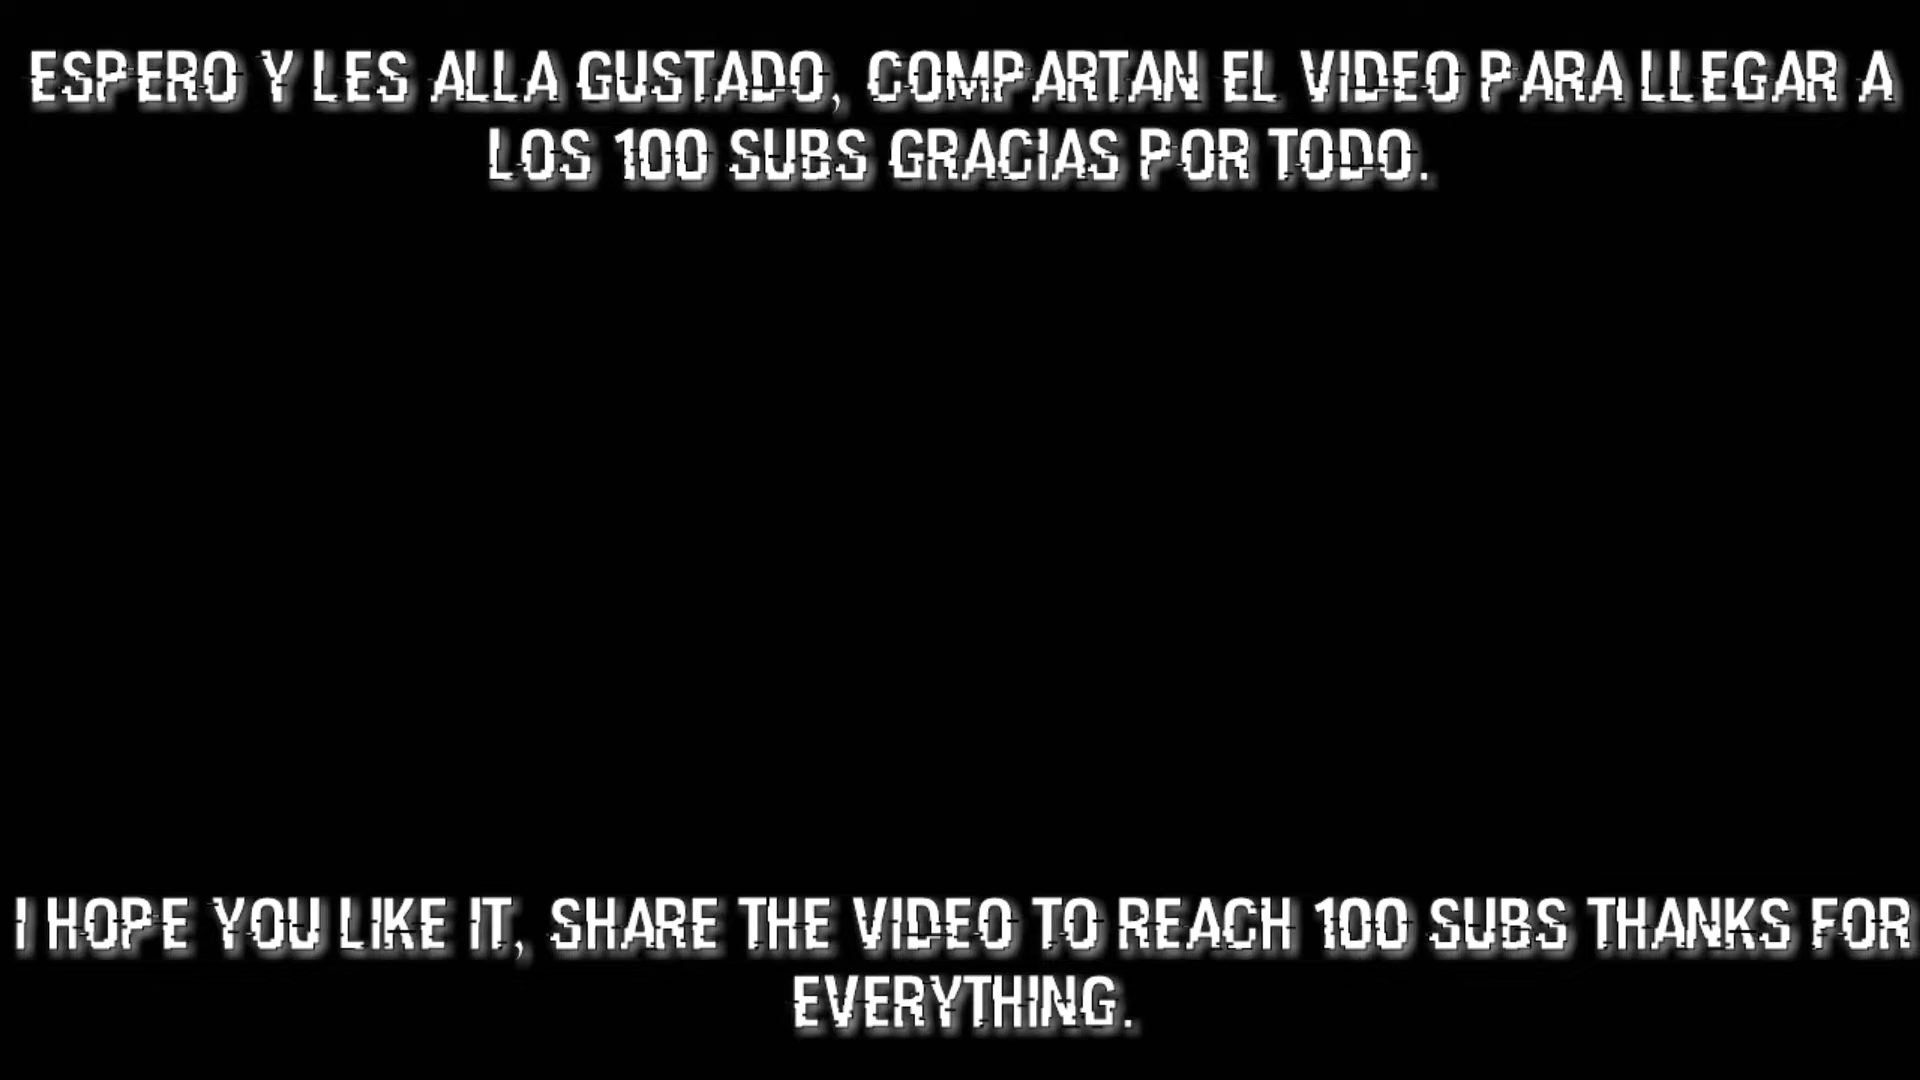 ESPERO Y LES ALLA GUSTADO, COMPARTAN EL VIDEO PARA LLEGAR A
LOS 100 SUBS GRACIAS POR TODO.
I HOPE YOU LIKE IT, SHARE THE VIDEO TO REACH 100 SUBS THANKS FOR
EVERYTHING.